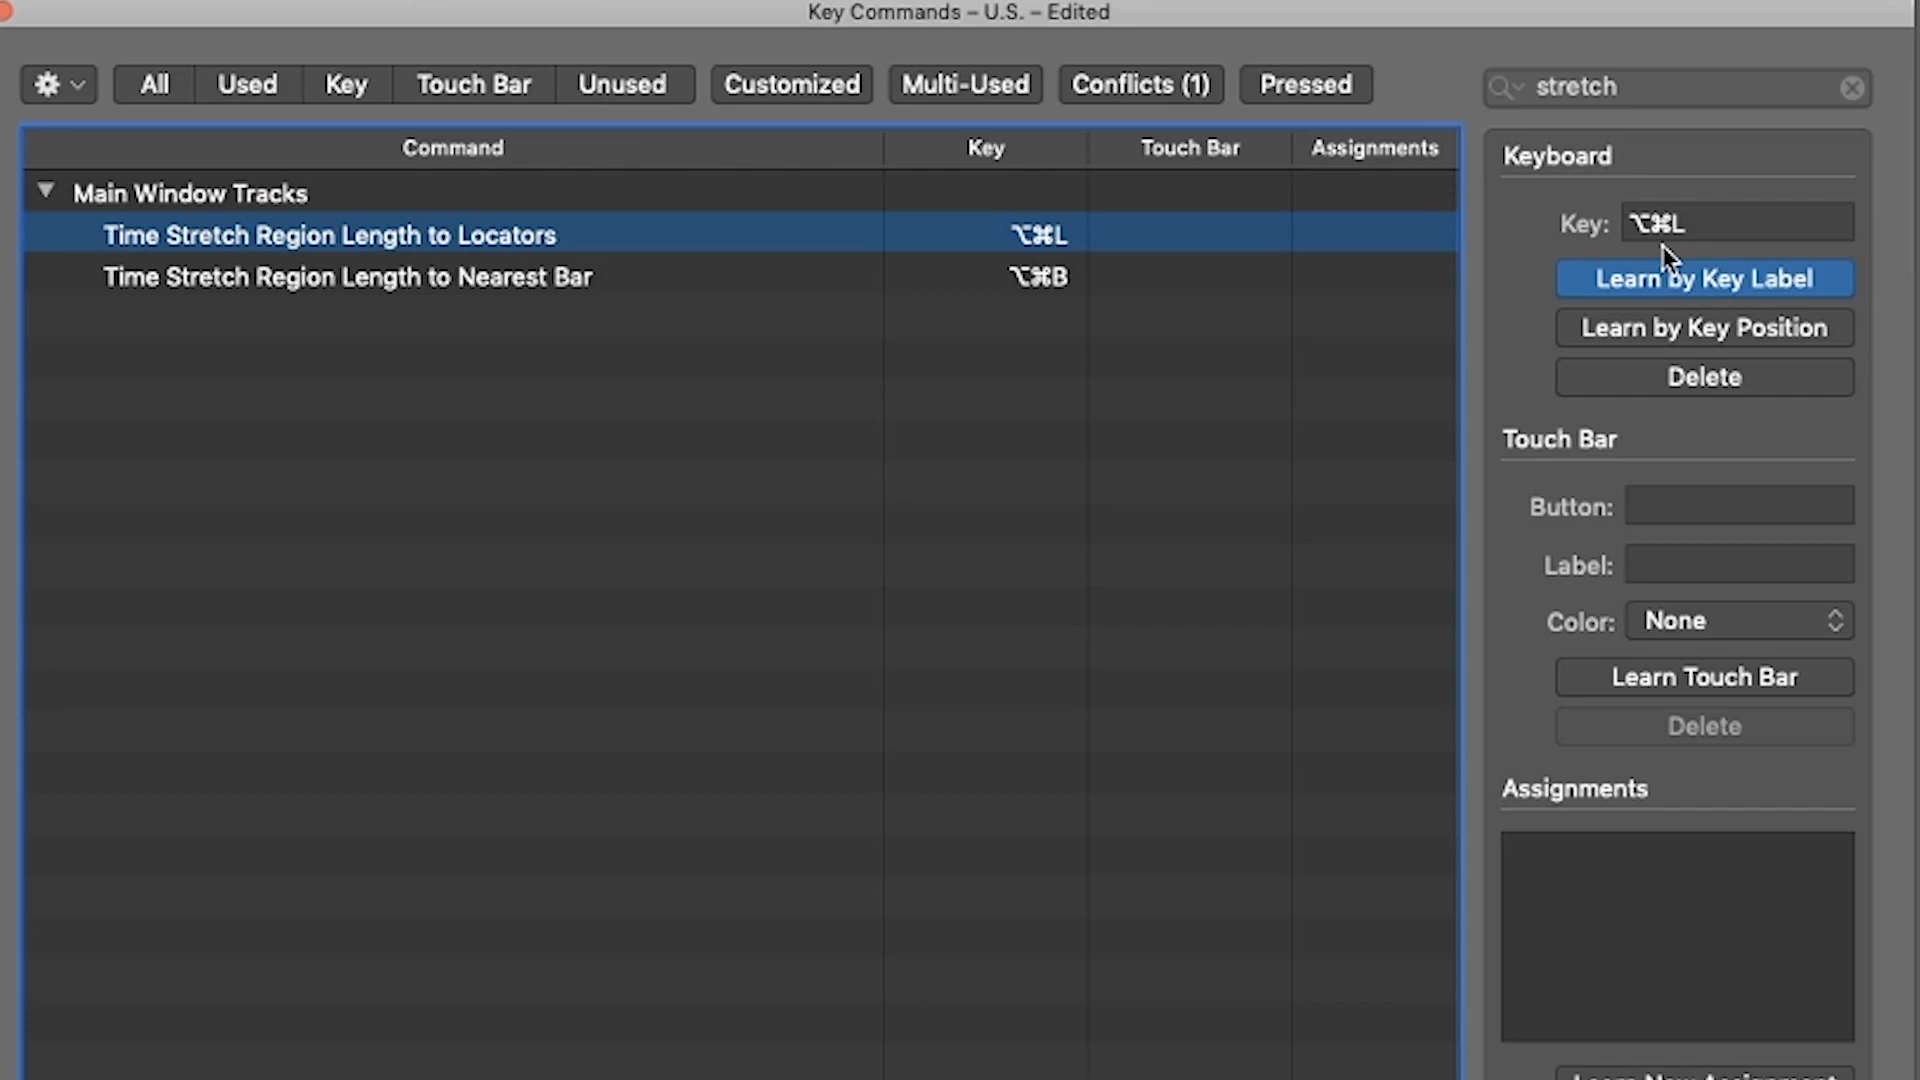 Key Commands – U.S. – Edited
All
Used
Key
Touch Bar
Unused
Customized
Multi-Used
Conflicts (1)
Pressed
stretch
Command
Key
Touch Bar
Assignments
Main Window Tracks
Time Stretch Region Length to Locators
⌥⌘L
Time Stretch Region Length to Nearest Bar
⌥⌘B
Keyboard
Key:
⌥⌘L
Learn by Key Label
Learn by Key Position
Delete
Touch Bar
Button:
Label:
Color:
None
Learn Touch Bar
Delete
Assignments
Learn New Assignment